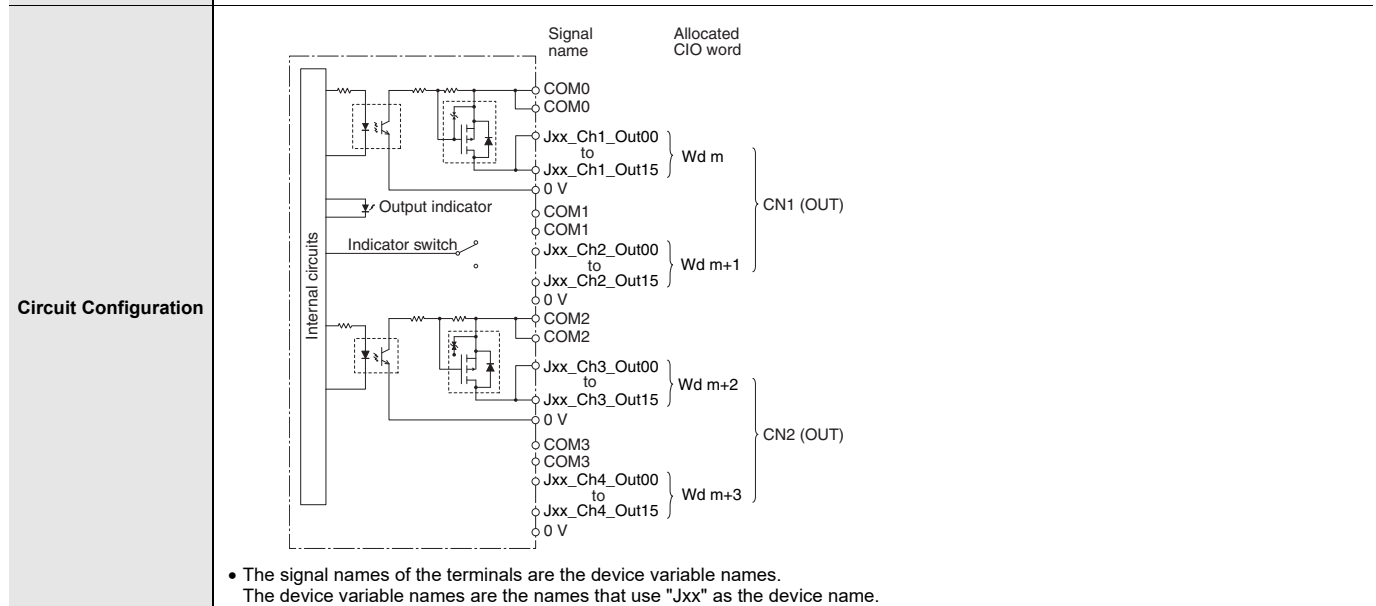 Circuit Configuration
Signal name
Allocated CIO word
Internal circuits
Output indicator
Indicator switch
COM0
COM0
Jxx_Ch1_Out00
to
Jxx_Ch1_Out15
Wd m
0 V
COM1
COM1
Jxx_Ch2_Out00
to
Jxx_Ch2_Out15
Wd m+1
0 V
CN1 (OUT)
COM2
COM2
Jxx_Ch3_Out00
to
Jxx_Ch3_Out15
Wd m+2
0 V
COM3
COM3
Jxx_Ch4_Out00
to
Jxx_Ch4_Out15
Wd m+3
0 V
CN2 (OUT)
• The signal names of the terminals are the device variable names.
The device variable names are the names that use "Jxx" as the device name.